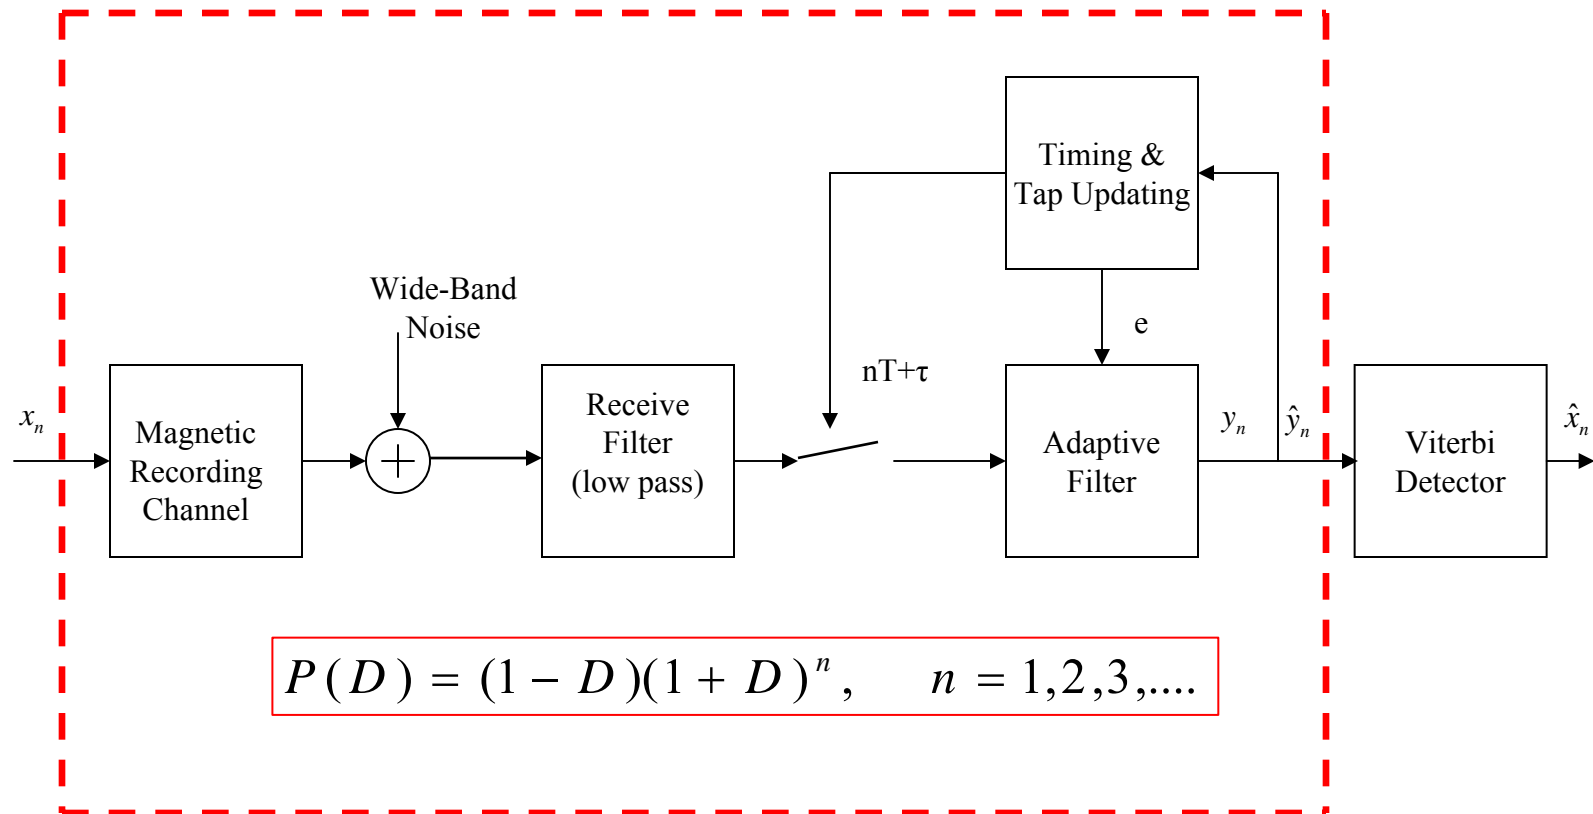 Timing &
Tap Updating
Wide-Band
Noise
e
nT+τ
x_n
Magnetic
Recording
Channel
+
Receive
Filter
(low pass)
Adaptive
Filter
y_n
ŷ_n
Viterbi
Detector
x̂_n
P(D) = (1 − D)(1 + D)^n, n = 1,2,3,....